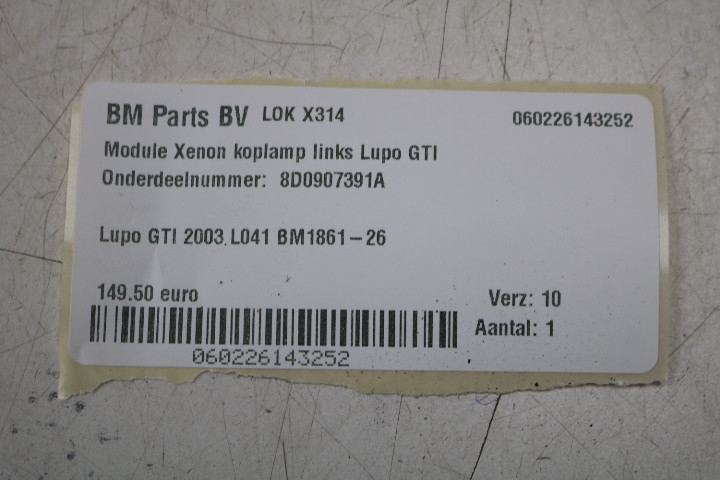 BM Parts BV LOK X314 060226143252
Module Xenon koplamp links Lupo GTI
Onderdeelnummer: 8D0907391A
Lupo GTI 2003 L041 BM1861-26
149.50 euro Verz: 10
Aantal: 1
060226143252